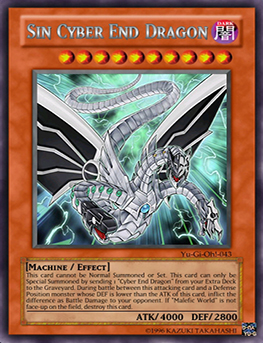 SIN CYBER END DRAGON
DARK
闇
Yu-Gi-Oh!-043
[MACHINE / EFFECT]
This card cannot be Normal Summoned or Set. This card can only be
Special Summoned by sending 1 "Cyber End Dragon" from your Extra Deck
to the Graveyard. During battle between this attacking card and a Defense
Position monster whose DEF is lower than the ATK of this card, inflict the
difference as Battle Damage to your opponent. If "Malefic World" is not
face-up on the field, destroy this card.
ATK/ 4000 DEF/ 2800
©1996 KAZUKI TAKAHASHI